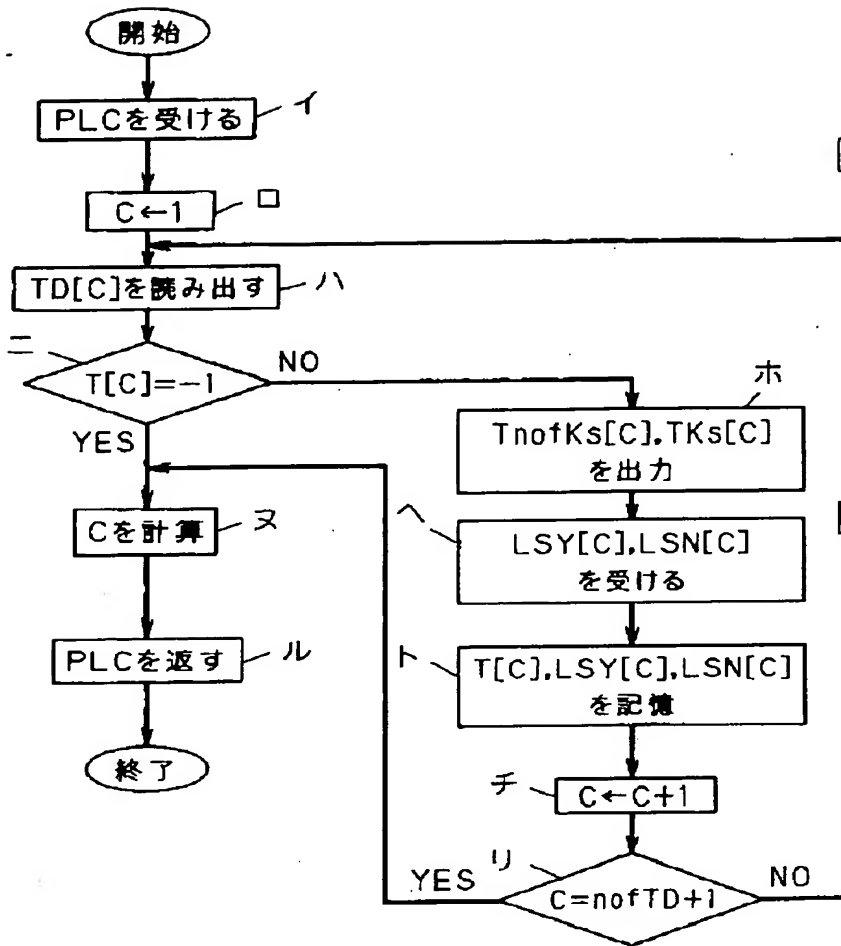 開始
PLCを受ける
イ
C←1
ロ
TD[C]を読み出す
ハ
ニ
T[C]=-1
NO
YES
ホ
TnofKs[C].TKs[C]
を出力
ヘ
LSY[C],LSN[C]
を受ける
ト
T[C],LSY[C],LSN[C]
を記憶
チ
C←C+1
リ
C=nofTD+1
YES
NO
Cを計算
ヌ
PLCを返す
ル
終了